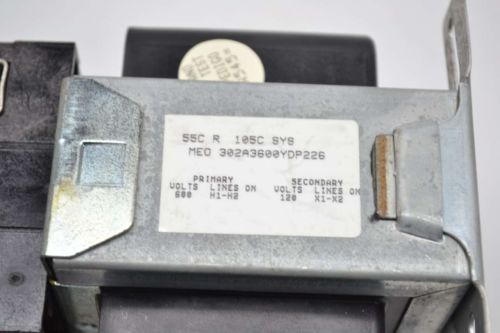 TEST
55C R 105C SYS
MEO 302A3600YDP226
PRIMARY SECONDARY
VOLTS LINES ON VOLTS LINES ON
600 H1-H2 120 X1-X2